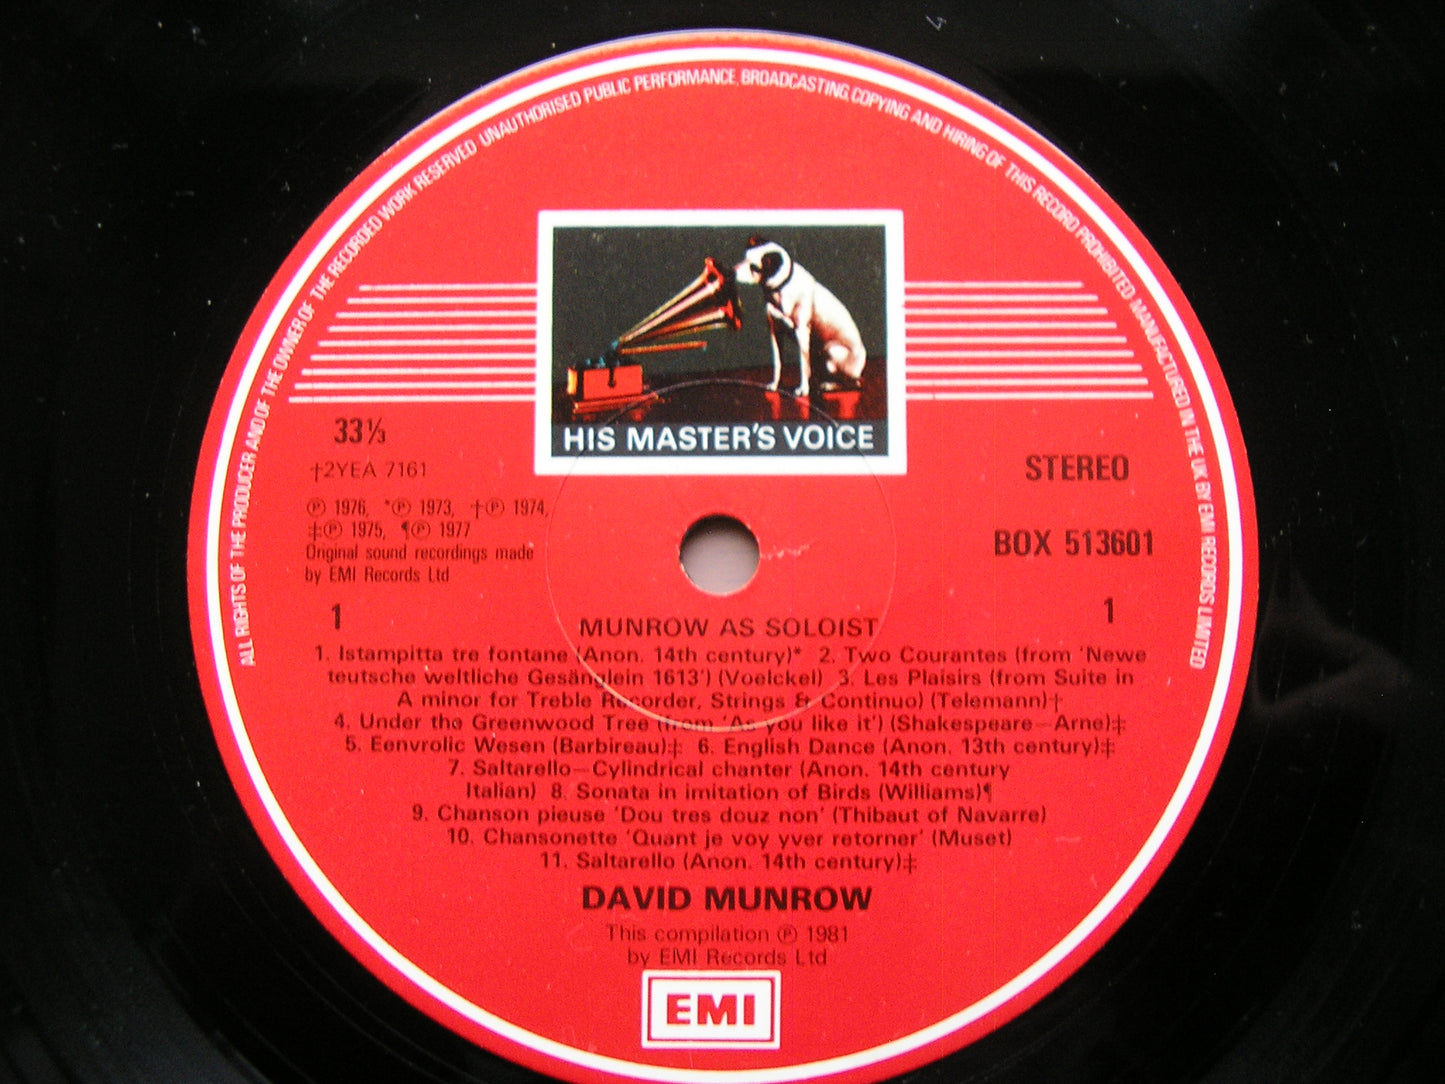 ALL RIGHTS OF THE PRODUCER AND OF THE OWNER OF THE RECORDED WORK RESERVED UNAUTHORISED PUBLIC PERFORMANCE, BROADCASTING, COPYING AND HIRING OF THIS RECORD PROHIBITED MANUFACTURED IN THE UK BY EMI RECORDS LIMITED
HIS MASTER'S VOICE
33⅓
†2YEA 7161
℗ 1976, *℗ 1973, †℗ 1974,
‡℗ 1975, ¶℗ 1977
Original sound recordings made
by EMI Records Ltd
1
STEREO
BOX 513601
1
MUNROW AS SOLOIST
1. Istampitta tre fontane (Anon. 14th century)* 2. Two Courantes (from 'Newe
teutsche weltliche Gesänglein 1613') (Voelckel) 3. Les Plaisirs (from Suite in
A minor for Treble Recorder, Strings & Continuo) (Telemann)†
4. Under the Greenwood Tree (from 'As you like it') (Shakespeare—Arne)‡
5. Eenvrolic Wesen (Barbireau)‡ 6. English Dance (Anon. 13th century)‡
7. Saltarello—Cylindrical chanter (Anon. 14th century
Italian) 8. Sonata in imitation of Birds (Williams)¶
9. Chanson pieuse 'Dou tres douz non' (Thibaut of Navarre)
10. Chansonette 'Quant je voy yver retorner' (Muset)
11. Saltarello (Anon. 14th century)‡
DAVID MUNROW
This compilation ℗ 1981
by EMI Records Ltd
EMI